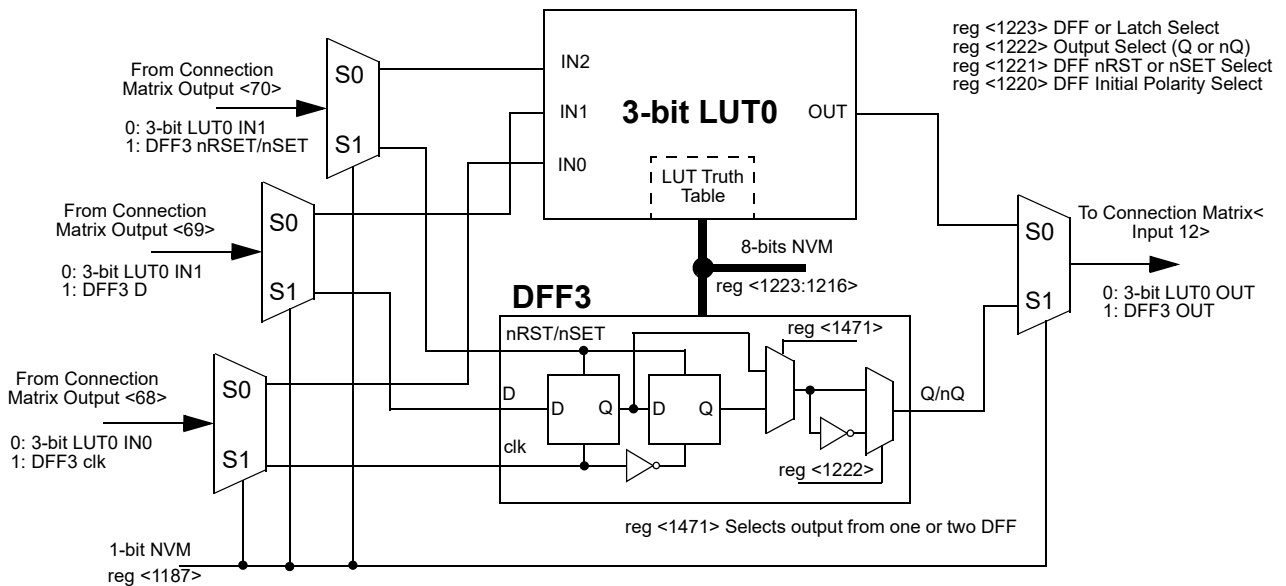 reg <1223> DFF or Latch Select
reg <1222> Output Select (Q or nQ)
reg <1221> DFF nRST or nSET Select
reg <1220> DFF Initial Polarity Select
From Connection
Matrix Output <70>
0: 3-bit LUT0 IN1
1: DFF3 nRSET/nSET
S0
S1
IN2
IN1
IN0
3-bit LUT0
OUT
LUT Truth
Table
From Connection
Matrix Output <69>
0: 3-bit LUT0 IN1
1: DFF3 D
S0
S1
8-bits NVM
reg <1223:1216>
S0
S1
To Connection Matrix<
Input 12>
0: 3-bit LUT0 OUT
1: DFF3 OUT
DFF3
nRST/nSET
reg <1471>
D
D
Q
D
Q
Q/nQ
clk
reg <1222>
From Connection
Matrix Output <68>
0: 3-bit LUT0 IN0
1: DFF3 clk
S0
S1
reg <1471> Selects output from one or two DFF
1-bit NVM
reg <1187>